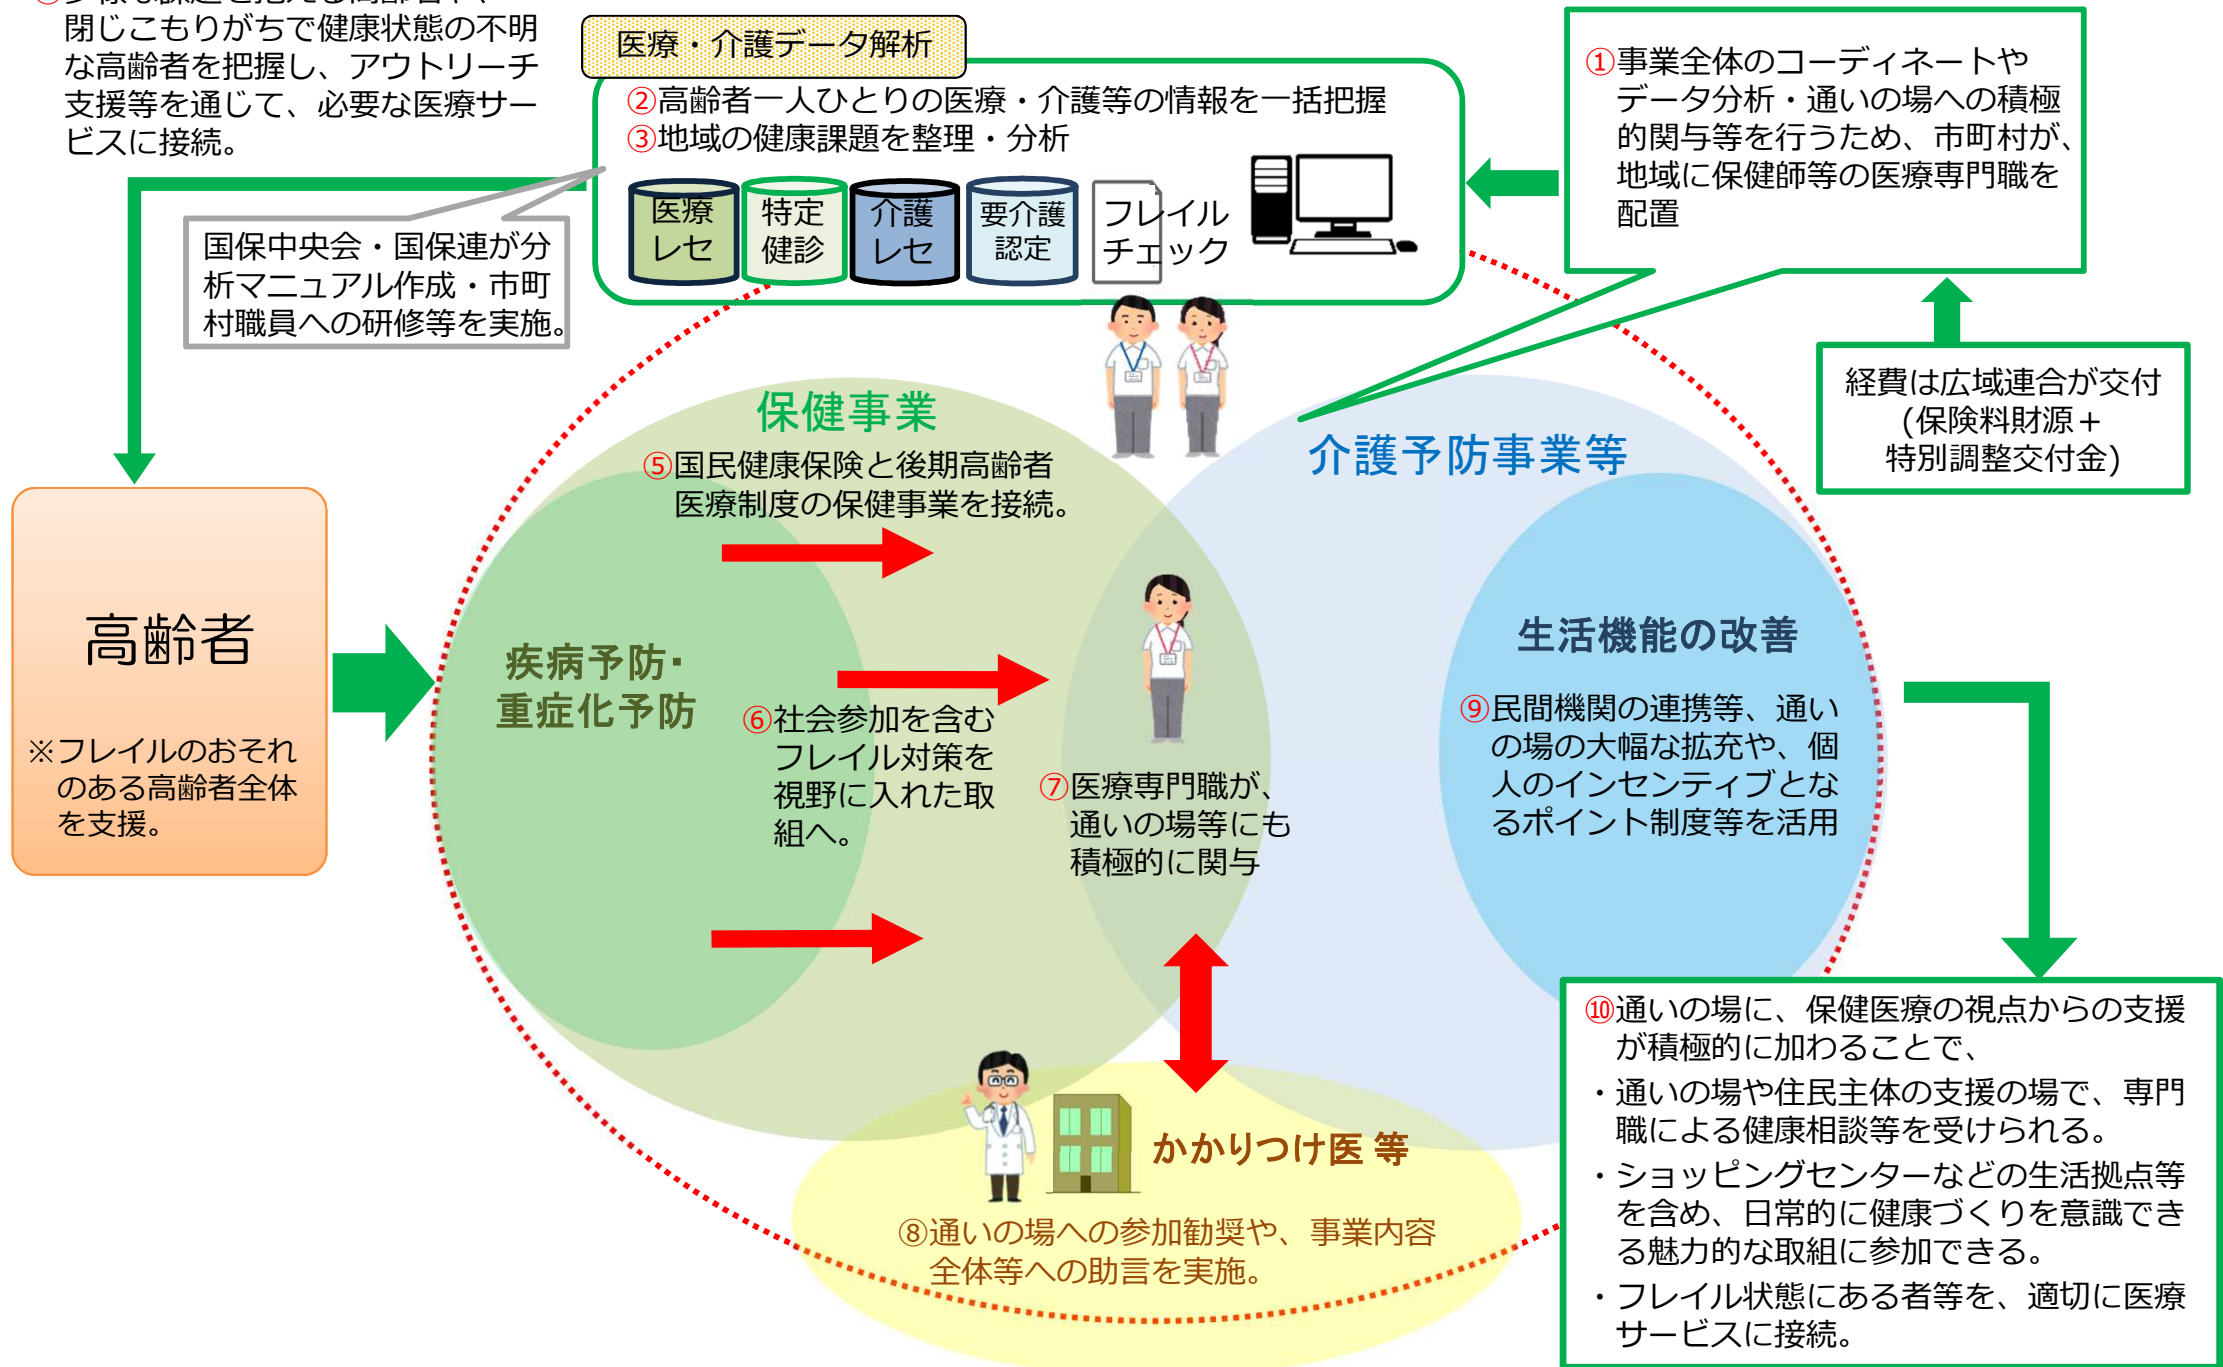 閉じこもりがちで健康状態の不明
な高齢者を把握し、アウトリーチ
支援等を通じて、必要な医療サー
ビスに接続。
医療・介護データ解析
②高齢者一人ひとりの医療・介護等の情報を一括把握
③地域の健康課題を整理・分析
医療
レセ
特定
健診
介護
レセ
要介護
認定
フレイル
チェック
①事業全体のコーディネートや
データ分析・通いの場への積極
的関与等を行うため、市町村が、
地域に保健師等の医療専門職を
配置
国保中央会・国保連が分
析マニュアル作成・市町
村職員への研修等を実施。
経費は広域連合が交付
(保険料財源＋
特別調整交付金)
保健事業
⑤国民健康保険と後期高齢者
医療制度の保健事業を接続。
介護予防事業等
高齢者
※フレイルのおそれ
のある高齢者全体
を支援。
疾病予防・
重症化予防
⑥社会参加を含む
フレイル対策を
視野に入れた取
組へ。
⑦医療専門職が、
通いの場等にも
積極的に関与
生活機能の改善
⑨民間機関の連携等、通い
の場の大幅な拡充や、個
人のインセンティブとな
るポイント制度等を活用
かかりつけ医 等
⑧通いの場への参加勧奨や、事業内容
全体等への助言を実施。
⑩通いの場に、保健医療の視点からの支援
が積極的に加わることで、
・通いの場や住民主体の支援の場で、専門
職による健康相談等を受けられる。
・ショッピングセンターなどの生活拠点等
を含め、日常的に健康づくりを意識でき
る魅力的な取組に参加できる。
・フレイル状態にある者等を、適切に医療
サービスに接続。